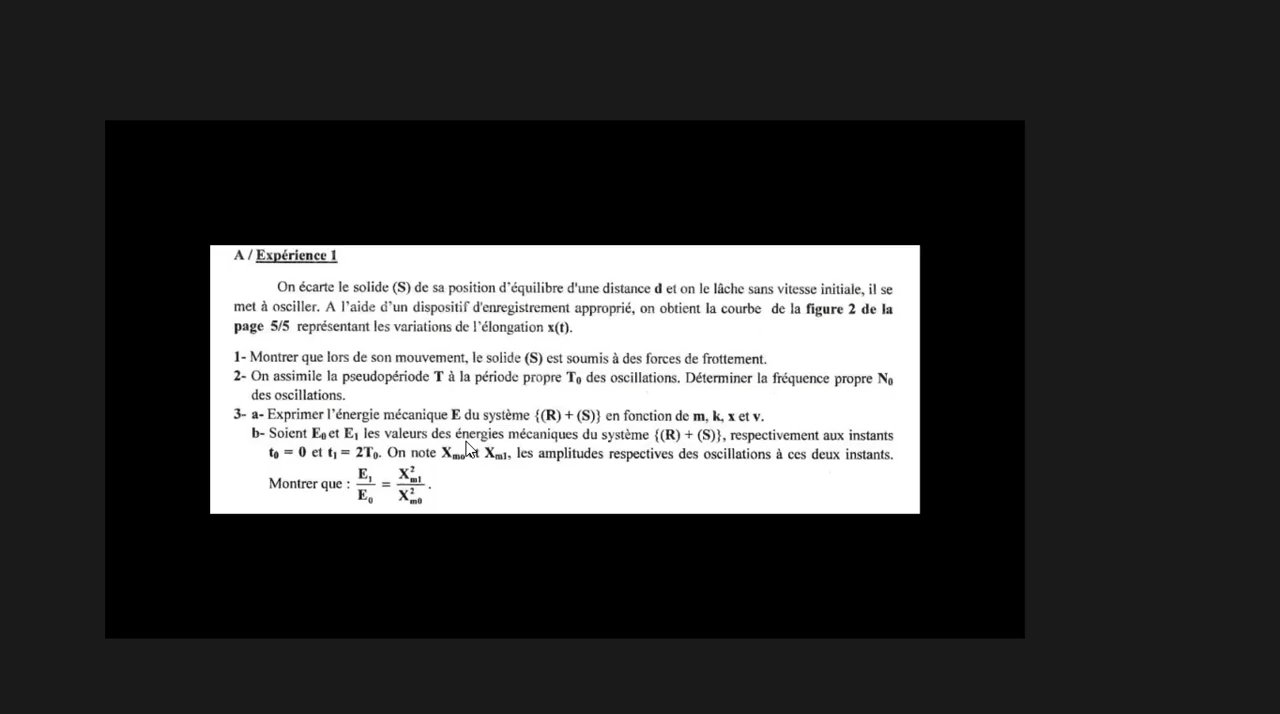 A / Expérience 1
On écarte le solide (S) de sa position d'équilibre d'une distance d et on le lâche sans vitesse initiale, il se
met à osciller. A l'aide d'un dispositif d'enregistrement approprié, on obtient la courbe de la figure 2 de la
page 5/5 représentant les variations de l'élongation x(t).
1- Montrer que lors de son mouvement, le solide (S) est soumis à des forces de frottement.
2- On assimile la pseudopériode T à la période propre T₀ des oscillations. Déterminer la fréquence propre N₀
des oscillations.
3- a- Exprimer l'énergie mécanique E du système {(R) + (S)} en fonction de m, k, x et v.
b- Soient E₀ et E₁ les valeurs des énergies mécaniques du système {(R) + (S)}, respectivement aux instants
t₀ = 0 et t₁ = 2T₀. On note Xm₀ et Xm1, les amplitudes respectives des oscillations à ces deux instants.
Montrer que : E₁/E₀ = X²m1/X²m0 .